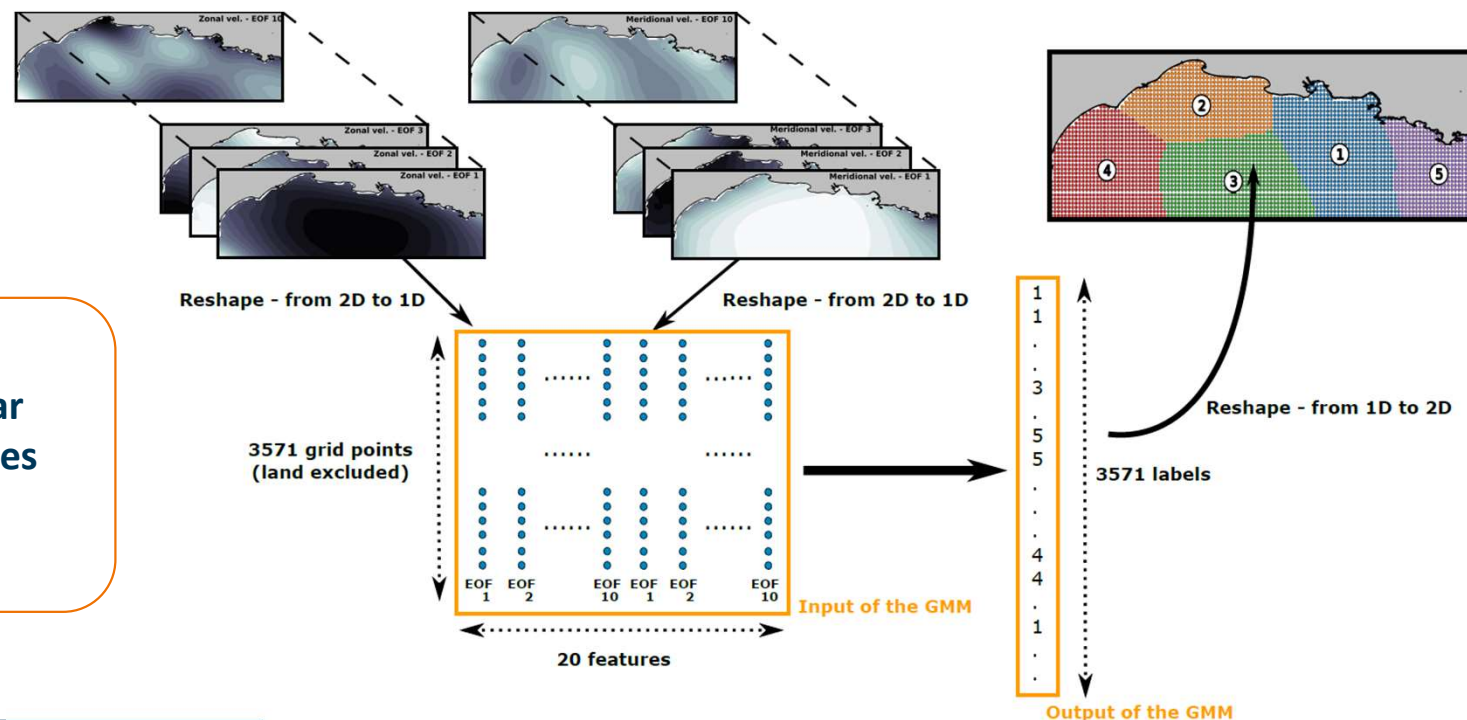 Zonal vel. - EOF 10
Meridional vel. - EOF 10
Zonal vel. - EOF 3
Zonal vel. - EOF 2
Zonal vel. - EOF 1
Meridional vel. - EOF 3
Meridional vel. - EOF 2
Meridional vel. - EOF 1
2
1
4
3
5
Reshape - from 2D to 1D
Reshape - from 2D to 1D
ar
es
3571 grid points
(land excluded)
......
......
......
......
......
......
EOF 1
EOF 2
EOF 10
EOF 1
EOF 2
EOF 10
Input of the GMM
20 features
1
1
.
.
3
.
5
5
.
.
.
4
4
.
1
.
.
3571 labels
Reshape - from 1D to 2D
Output of the GMM